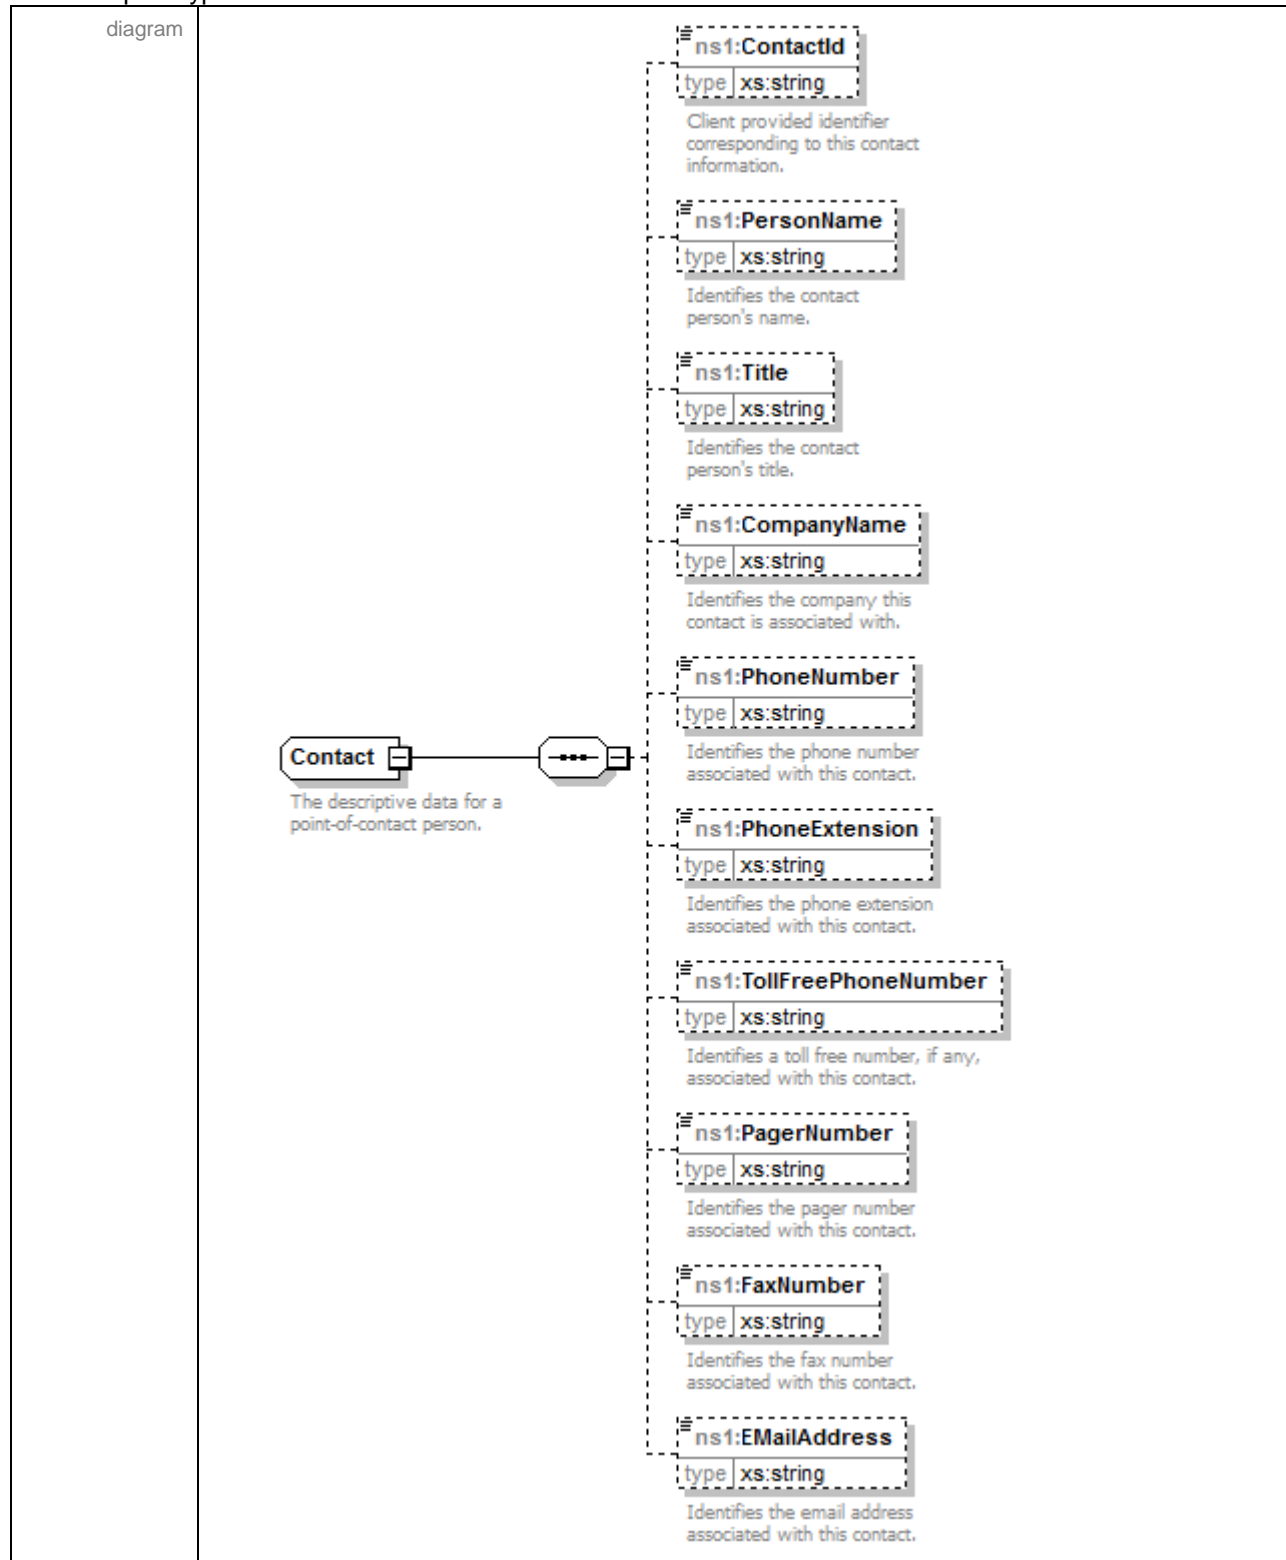 diagram
ns1:ContactId
type xs:string
Client provided identifier
corresponding to this contact
information.
ns1:PersonName
type xs:string
Identifies the contact
person's name.
ns1:Title
type xs:string
Identifies the contact
person's title.
ns1:CompanyName
type xs:string
Identifies the company this
contact is associated with.
ns1:PhoneNumber
type xs:string
Identifies the phone number
associated with this contact.
Contact
The descriptive data for a
point-of-contact person.
ns1:PhoneExtension
type xs:string
Identifies the phone extension
associated with this contact.
ns1:TollFreePhoneNumber
type xs:string
Identifies a toll free number, if any,
associated with this contact.
ns1:PagerNumber
type xs:string
Identifies the pager number
associated with this contact.
ns1:FaxNumber
type xs:string
Identifies the fax number
associated with this contact.
ns1:EMailAddress
type xs:string
Identifies the email address
associated with this contact.